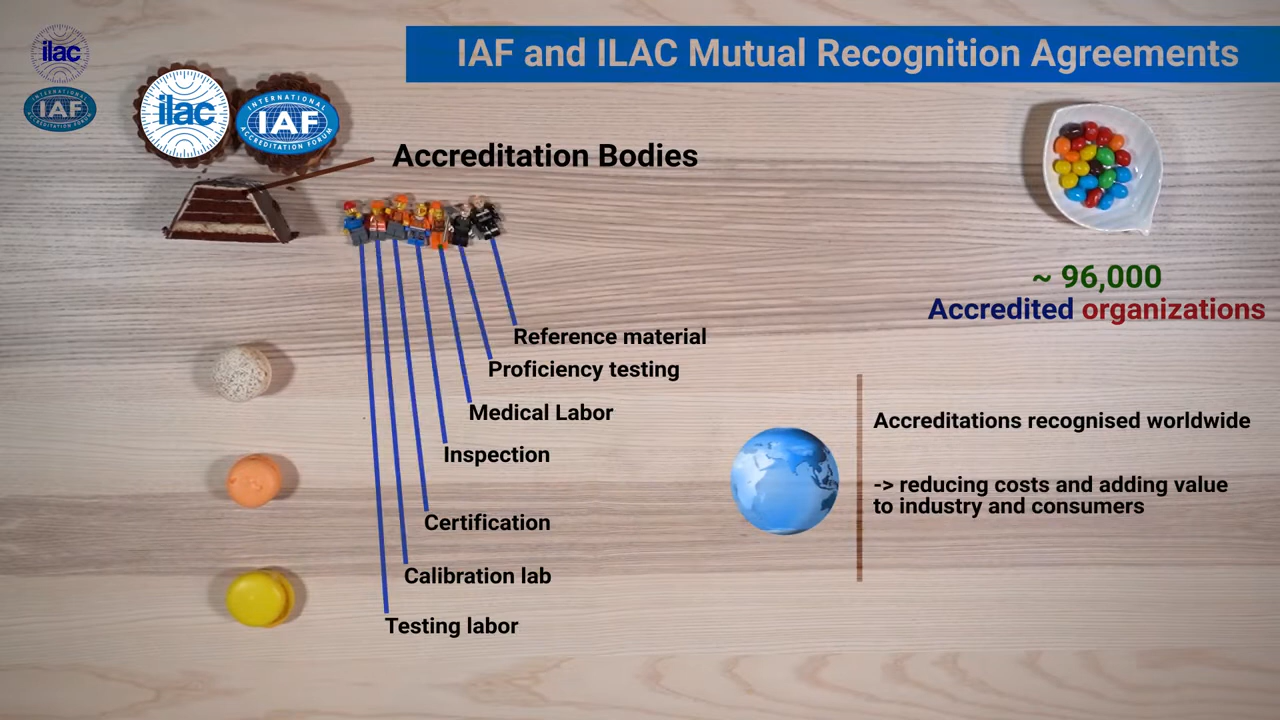 IAF and ILAC Mutual Recognition Agreements
ilac
IAF
ilac
INTERNATIONAL
IAF
ACCREDITATION FORUM
Accreditation Bodies
~ 96,000
Accredited organizations
Reference material
Proficiency testing
Medical Labor
Inspection
Certification
Calibration lab
Testing labor
Accreditations recognised worldwide
-> reducing costs and adding value
to industry and consumers